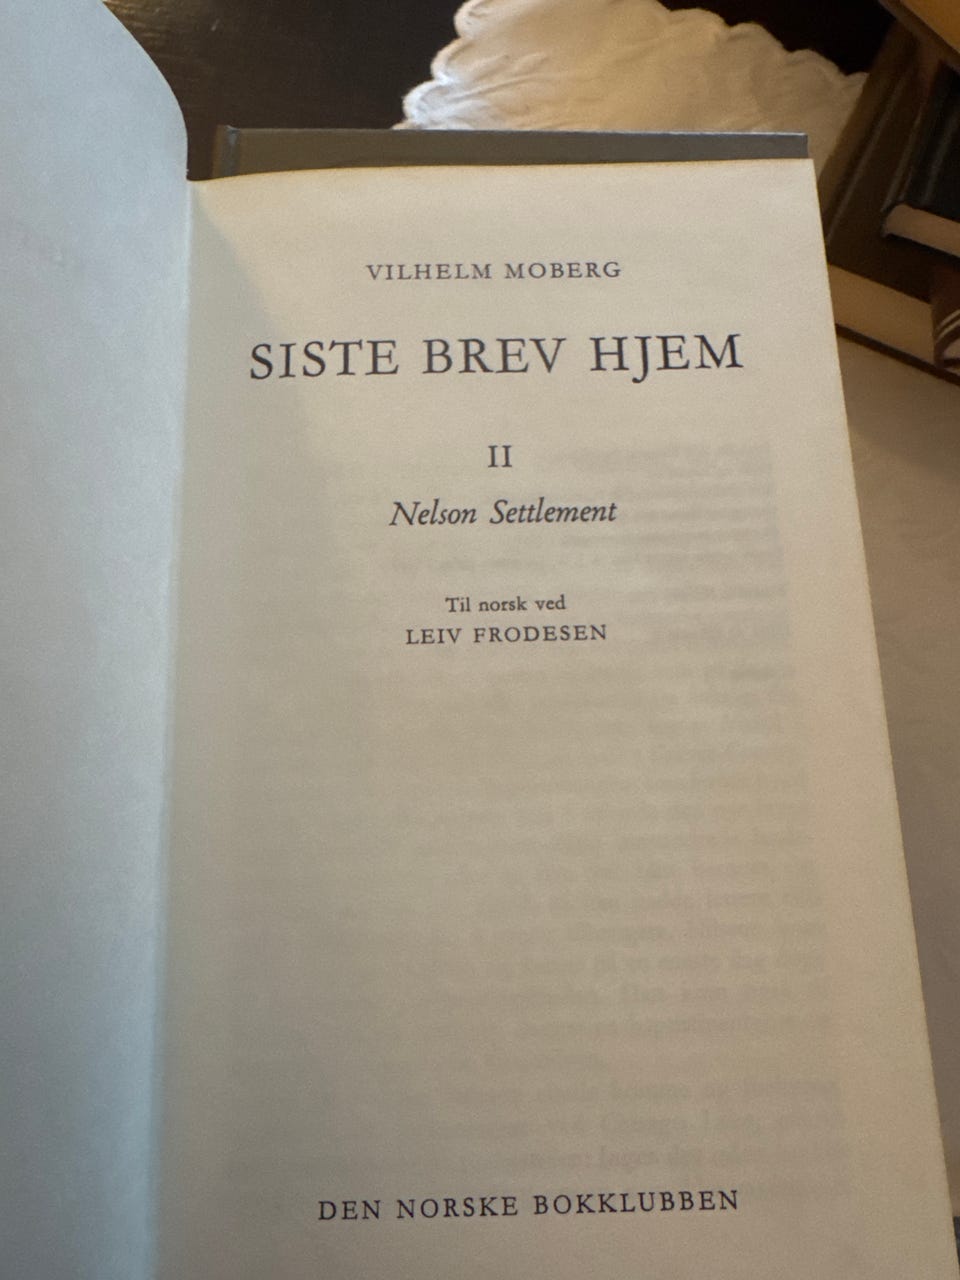 VILHELM MOBERG
SISTE BREV HJEM
II
Nelson Settlement
Til norsk ved
LEIV FRODESEN
DEN NORSKE BOKKLUBBEN